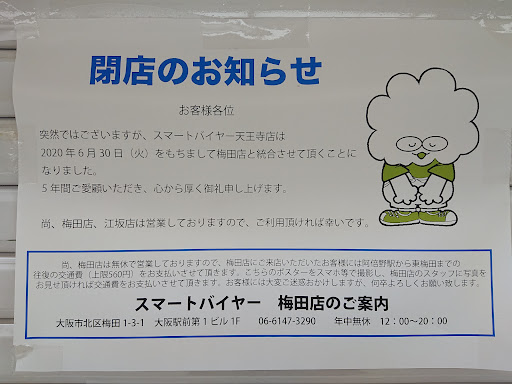 閉店のお知らせ
お客様各位
突然ではございますが、スマートバイヤー天王寺店は
2020年6月30日（火）をもちまして梅田店と統合させて頂くことに
なりました。
5年間ご愛顧いただき、心から厚く御礼申し上げます。
尚、梅田店、江坂店は営業しておりますので、ご利用頂ければ幸いです。
尚、梅田店は無休で営業しておりますので、梅田店にご来店いただいたお客様には阿倍野駅から東梅田までの
往復の交通費（上限560円）をお支払いさせて頂きます。こちらのポスターをスマホ等で撮影し、梅田店のスタッフに写真を
お見せ頂ければ交通費をお支払いさせて頂きます。お客様には大変ご迷惑おかけしますが、何卒よろしくお願い致します。
スマートバイヤー 梅田店のご案内
大阪市北区梅田1-3-1 大阪駅前第1ビル1F 06-6147-3290 年中無休 12：00〜20：00